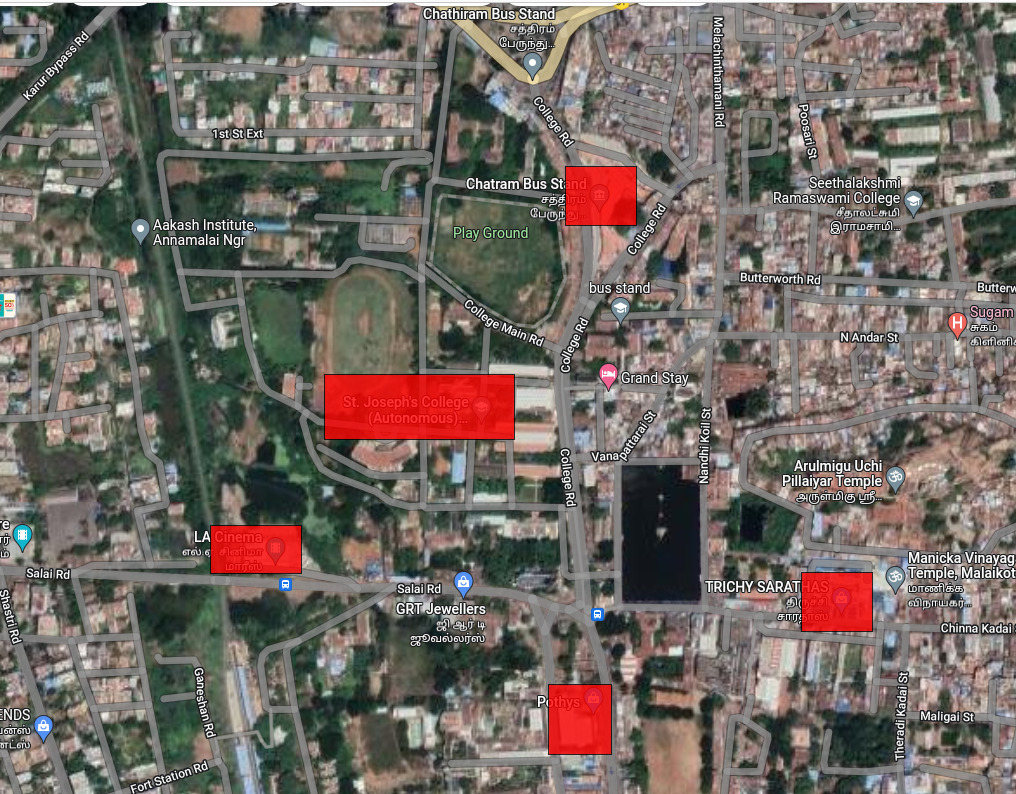 Chathiram Bus Stand
சத்திரம்
பேருந்து...
Karur Bypass Rd
College Rd
Melachinthamani Rd
Poosari St
1st St Ext
Chatram Bus Stand
சத்திரம்
பேருந்து...
Seethalakshmi
Ramaswami College
சீதாலட்சுமி
இராமசாமி...
Aakash Institute,
Annamalai Ngr
Play Ground
College Rd
Butterworth Rd
Butterw
bus stand
Sugam
சுகம்
கிளினிக்
College Main Rd
College Rd
N Andar St
Grand Stay
St. Joseph's College
(Autonomous)...
Vanapattarai St
Nandhi Koil St
College Rd
Arulmigu Uchi
Pillaiyar Temple
அருள்மிகு ஸ்ரீ...
LA Cinema
எல்.ஏ. சினிமா
மாரிஸ்
Salai Rd
Salai Rd
GRT Jewellers
ஜி ஆர் டி
ஜூவல்லர்ஸ்
TRICHY SARATHAS
திருச்சி
சாரதாஸ்
Manicka Vinayag
Temple, Malaikot
மாணிக்க
விநாயகர்...
Chinna Kadai S
Shastri Rd
Ganeshan Rd
Pothys
ENDS
Theradi Kadai St
Maligai St
Fort Station Rd